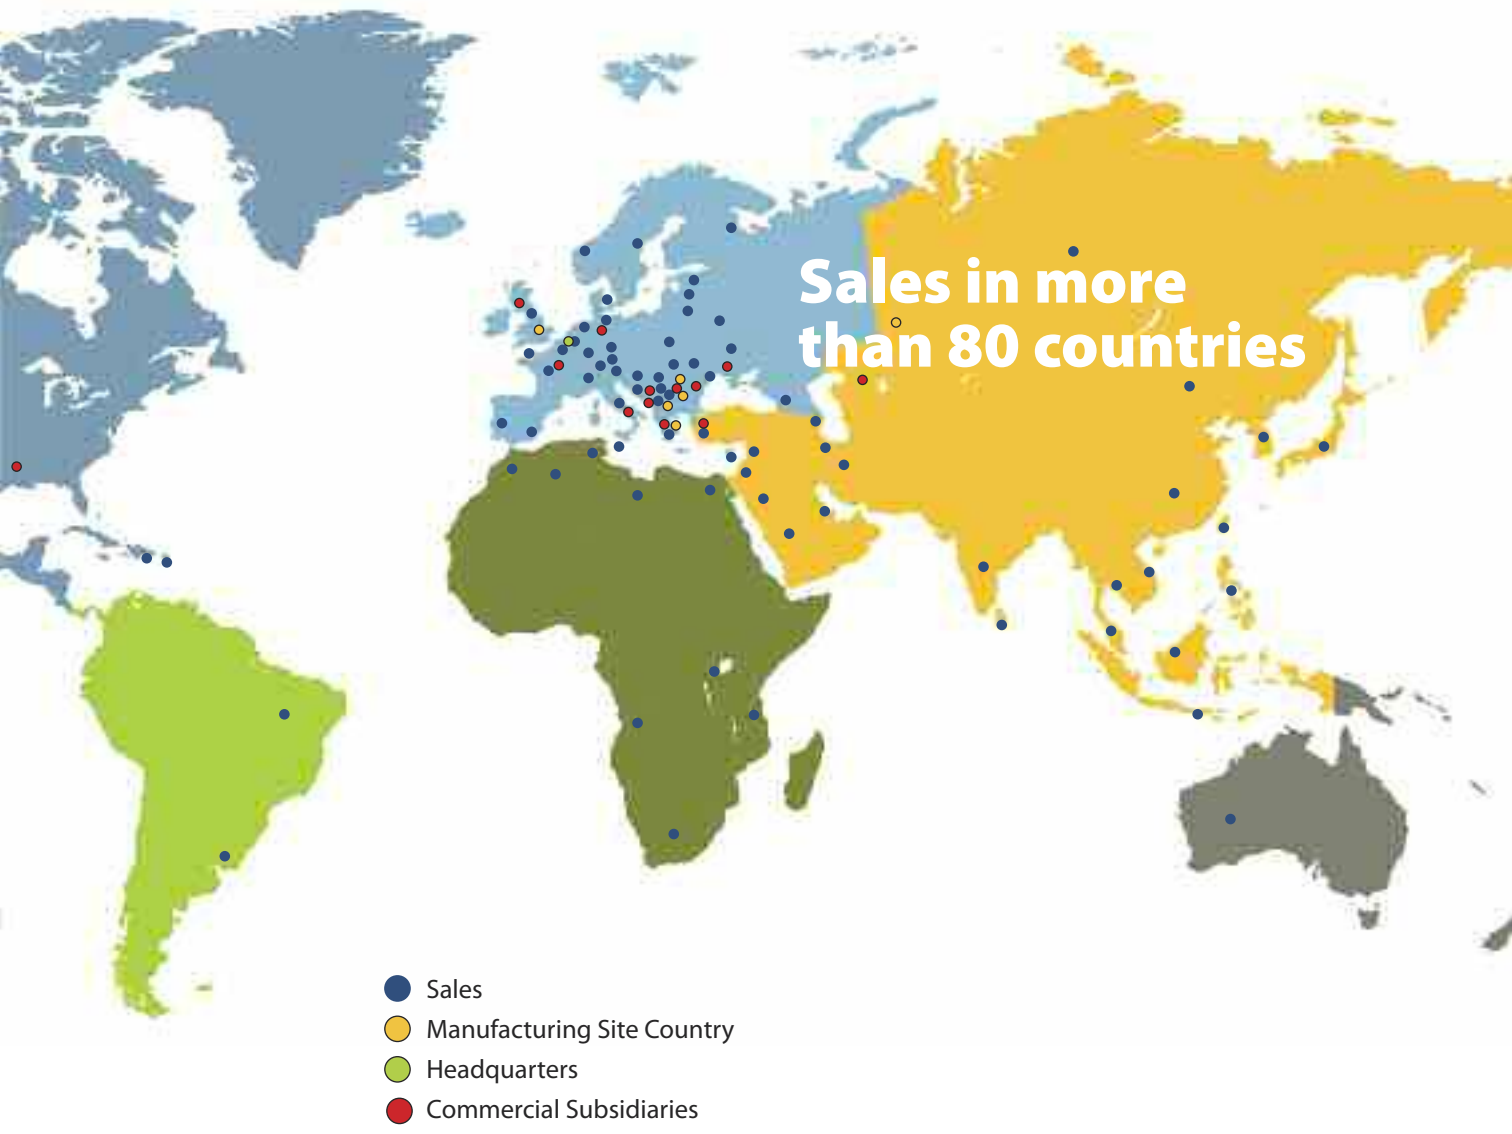 Sales in more
than 80 countries
Sales
Manufacturing Site Country
Headquarters
Commercial Subsidiaries